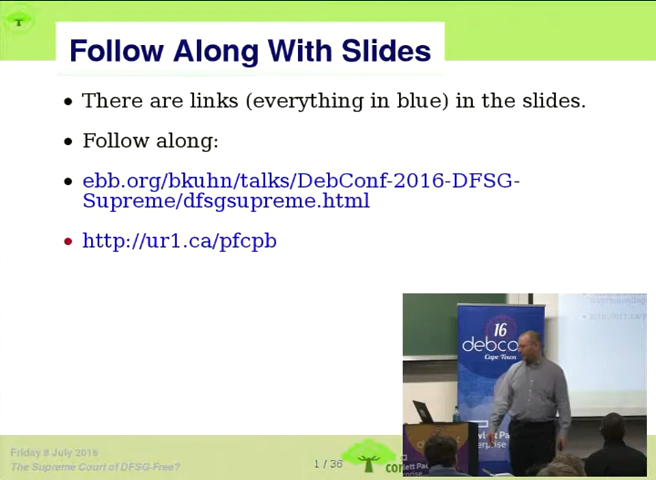 Follow Along With Slides
There are links (everything in blue) in the slides.
Follow along:
ebb.org/bkuhn/talks/DebConf-2016-DFSG-
Supreme/dfsgsupreme.html
http://ur1.ca/pfcpb
16
debco
Cape Town
Friday 8 July 2016
The Supreme Court of DFSG-Free?
1 / 36